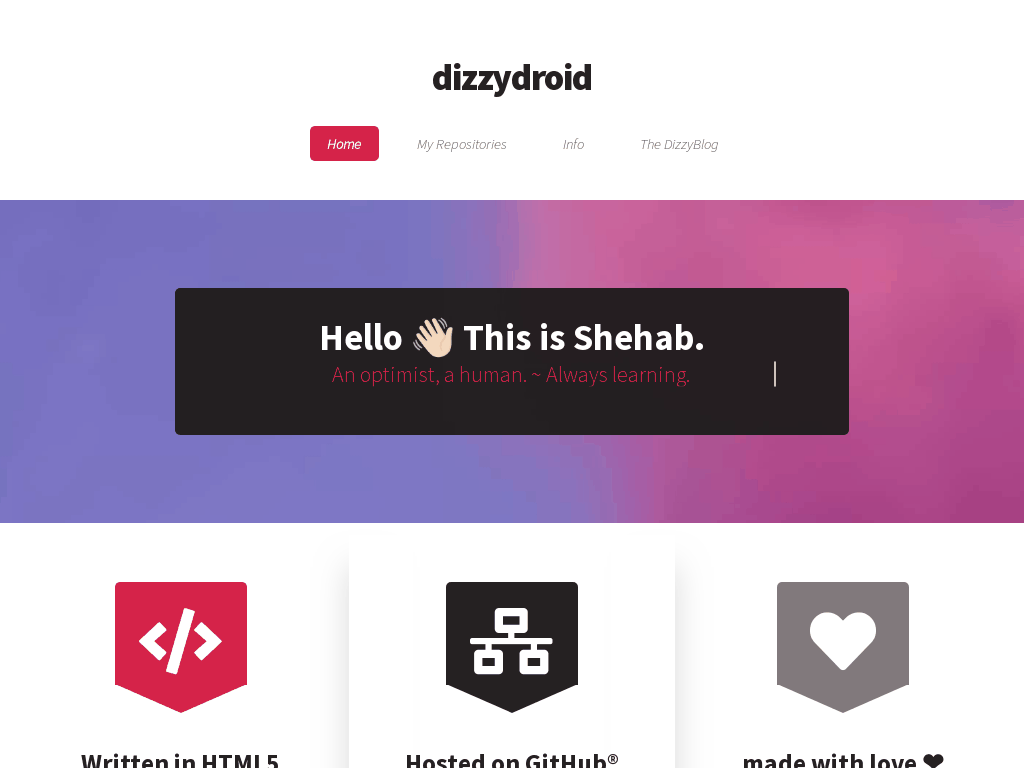 dizzydroid
Home
My Repositories
Info
The DizzyBlog
Hello 👋🏻 This is Shehab.
An optimist, a human. ~ Always learning.
Written in HTML5
Hosted on GitHub®
made with love ❤